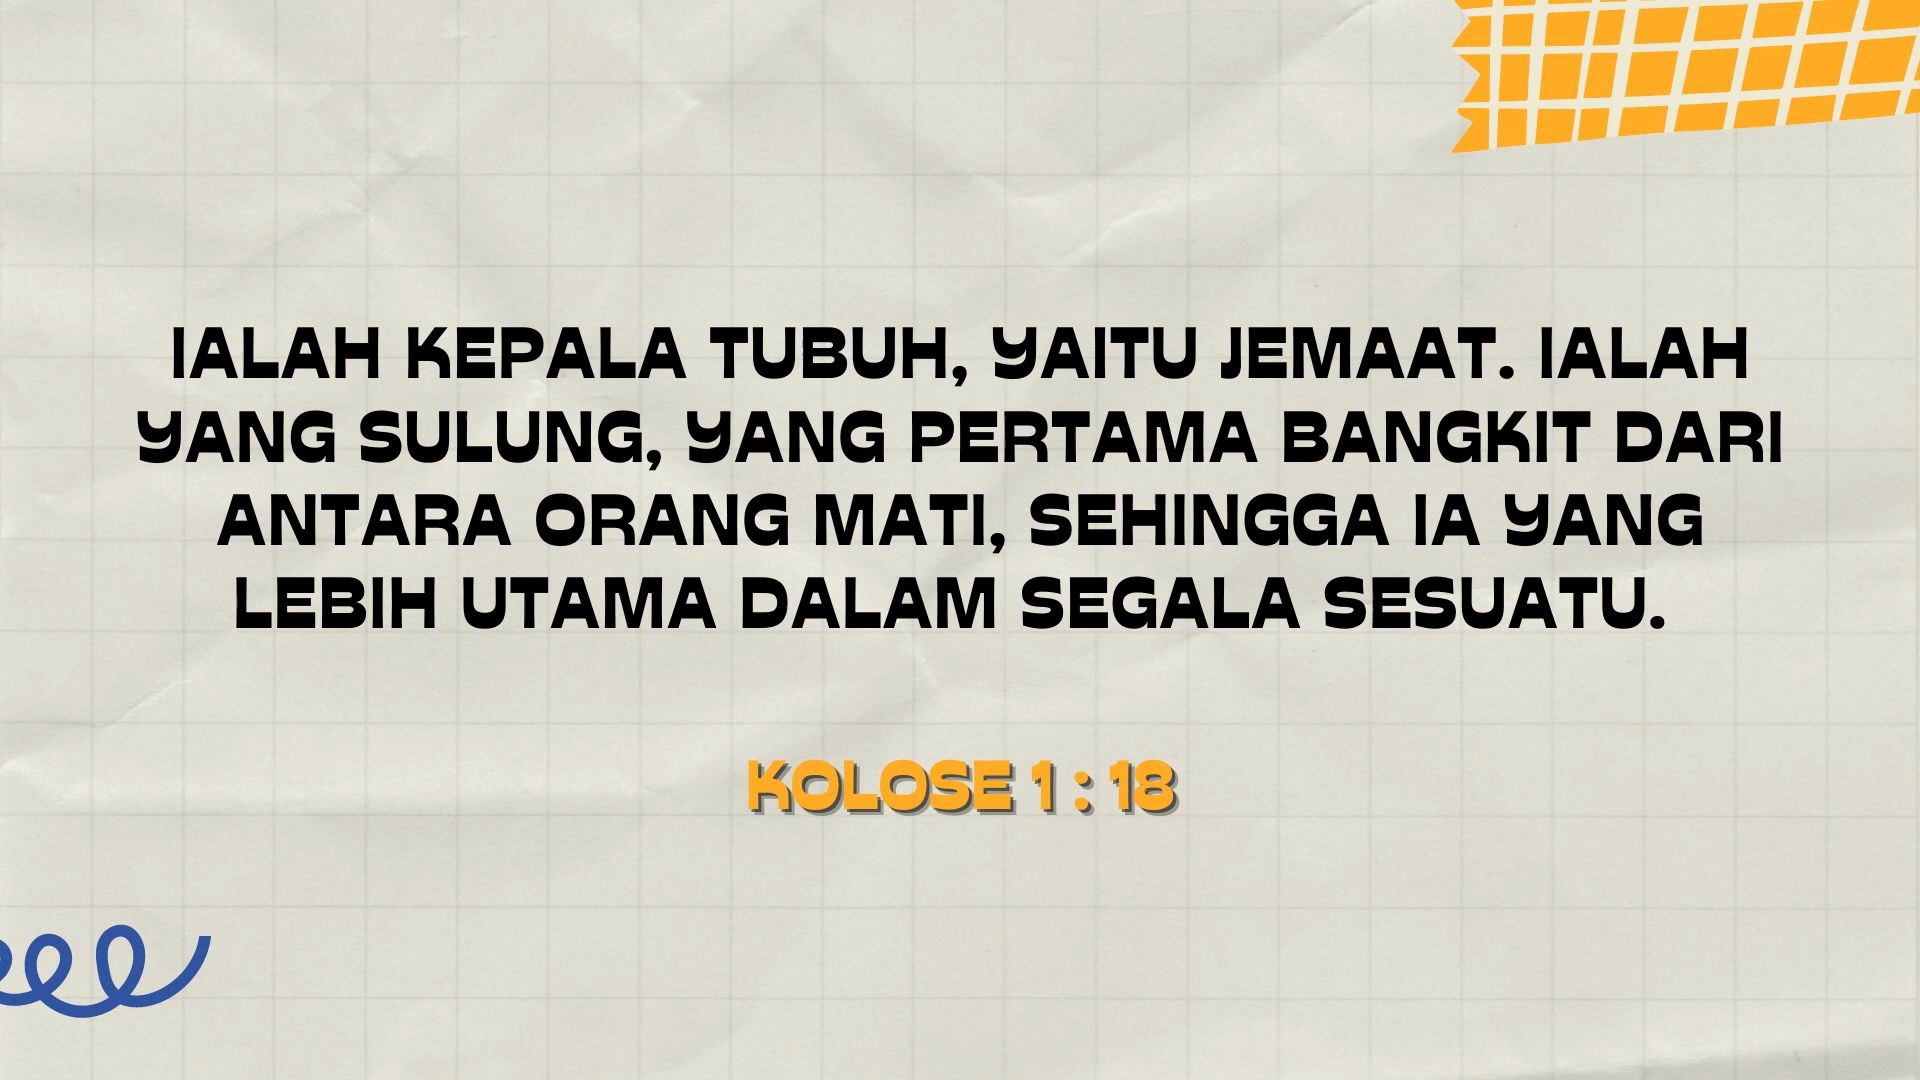 IALAH KEPALA TUBUH, YAITU JEMAAT. IALAH
YANG SULUNG, YANG PERTAMA BANGKIT DARI
ANTARA ORANG MATI, SEHINGGA IA YANG
LEBIH UTAMA DALAM SEGALA SESUATU.
KOLOSE 1 : 18